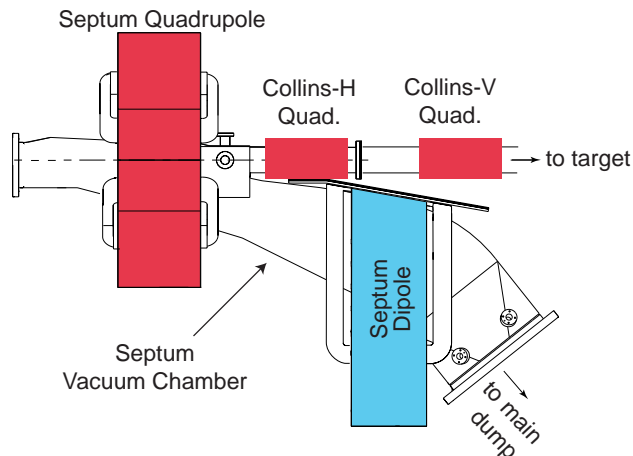 Septum Quadrupole
Collins-H
Quad.
Collins-V
Quad.
to target
Septum
Dipole
Septum
Vacuum Chamber
to main
dump